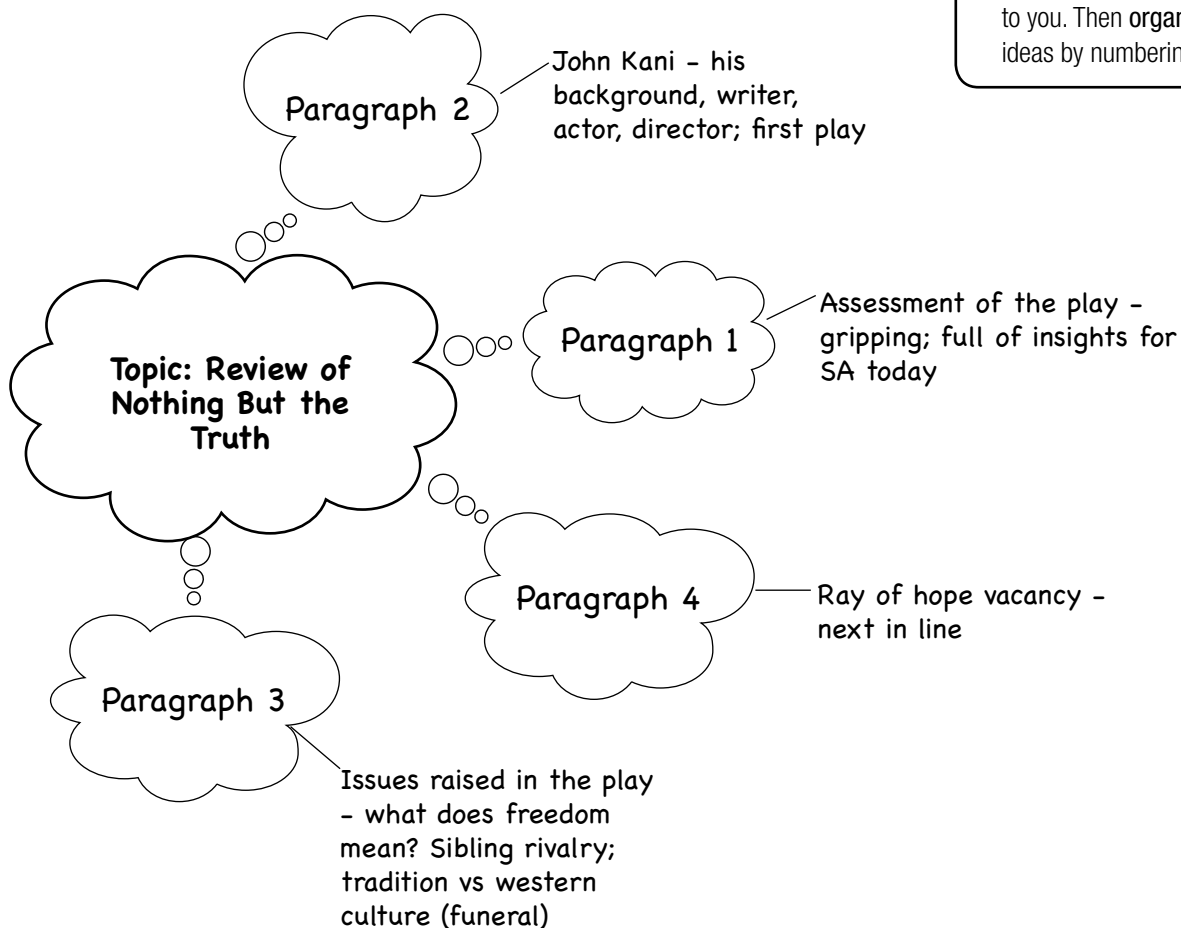 to you. Then organ
ideas by numberin
Paragraph 2
John Kani – his
background, writer,
actor, director; first play
Topic: Review of
Nothing But the
Truth
Paragraph 1
Assessment of the play –
gripping; full of insights for
SA today
Paragraph 4
Ray of hope vacancy –
next in line
Paragraph 3
Issues raised in the play
– what does freedom
mean? Sibling rivalry;
tradition vs western
culture (funeral)